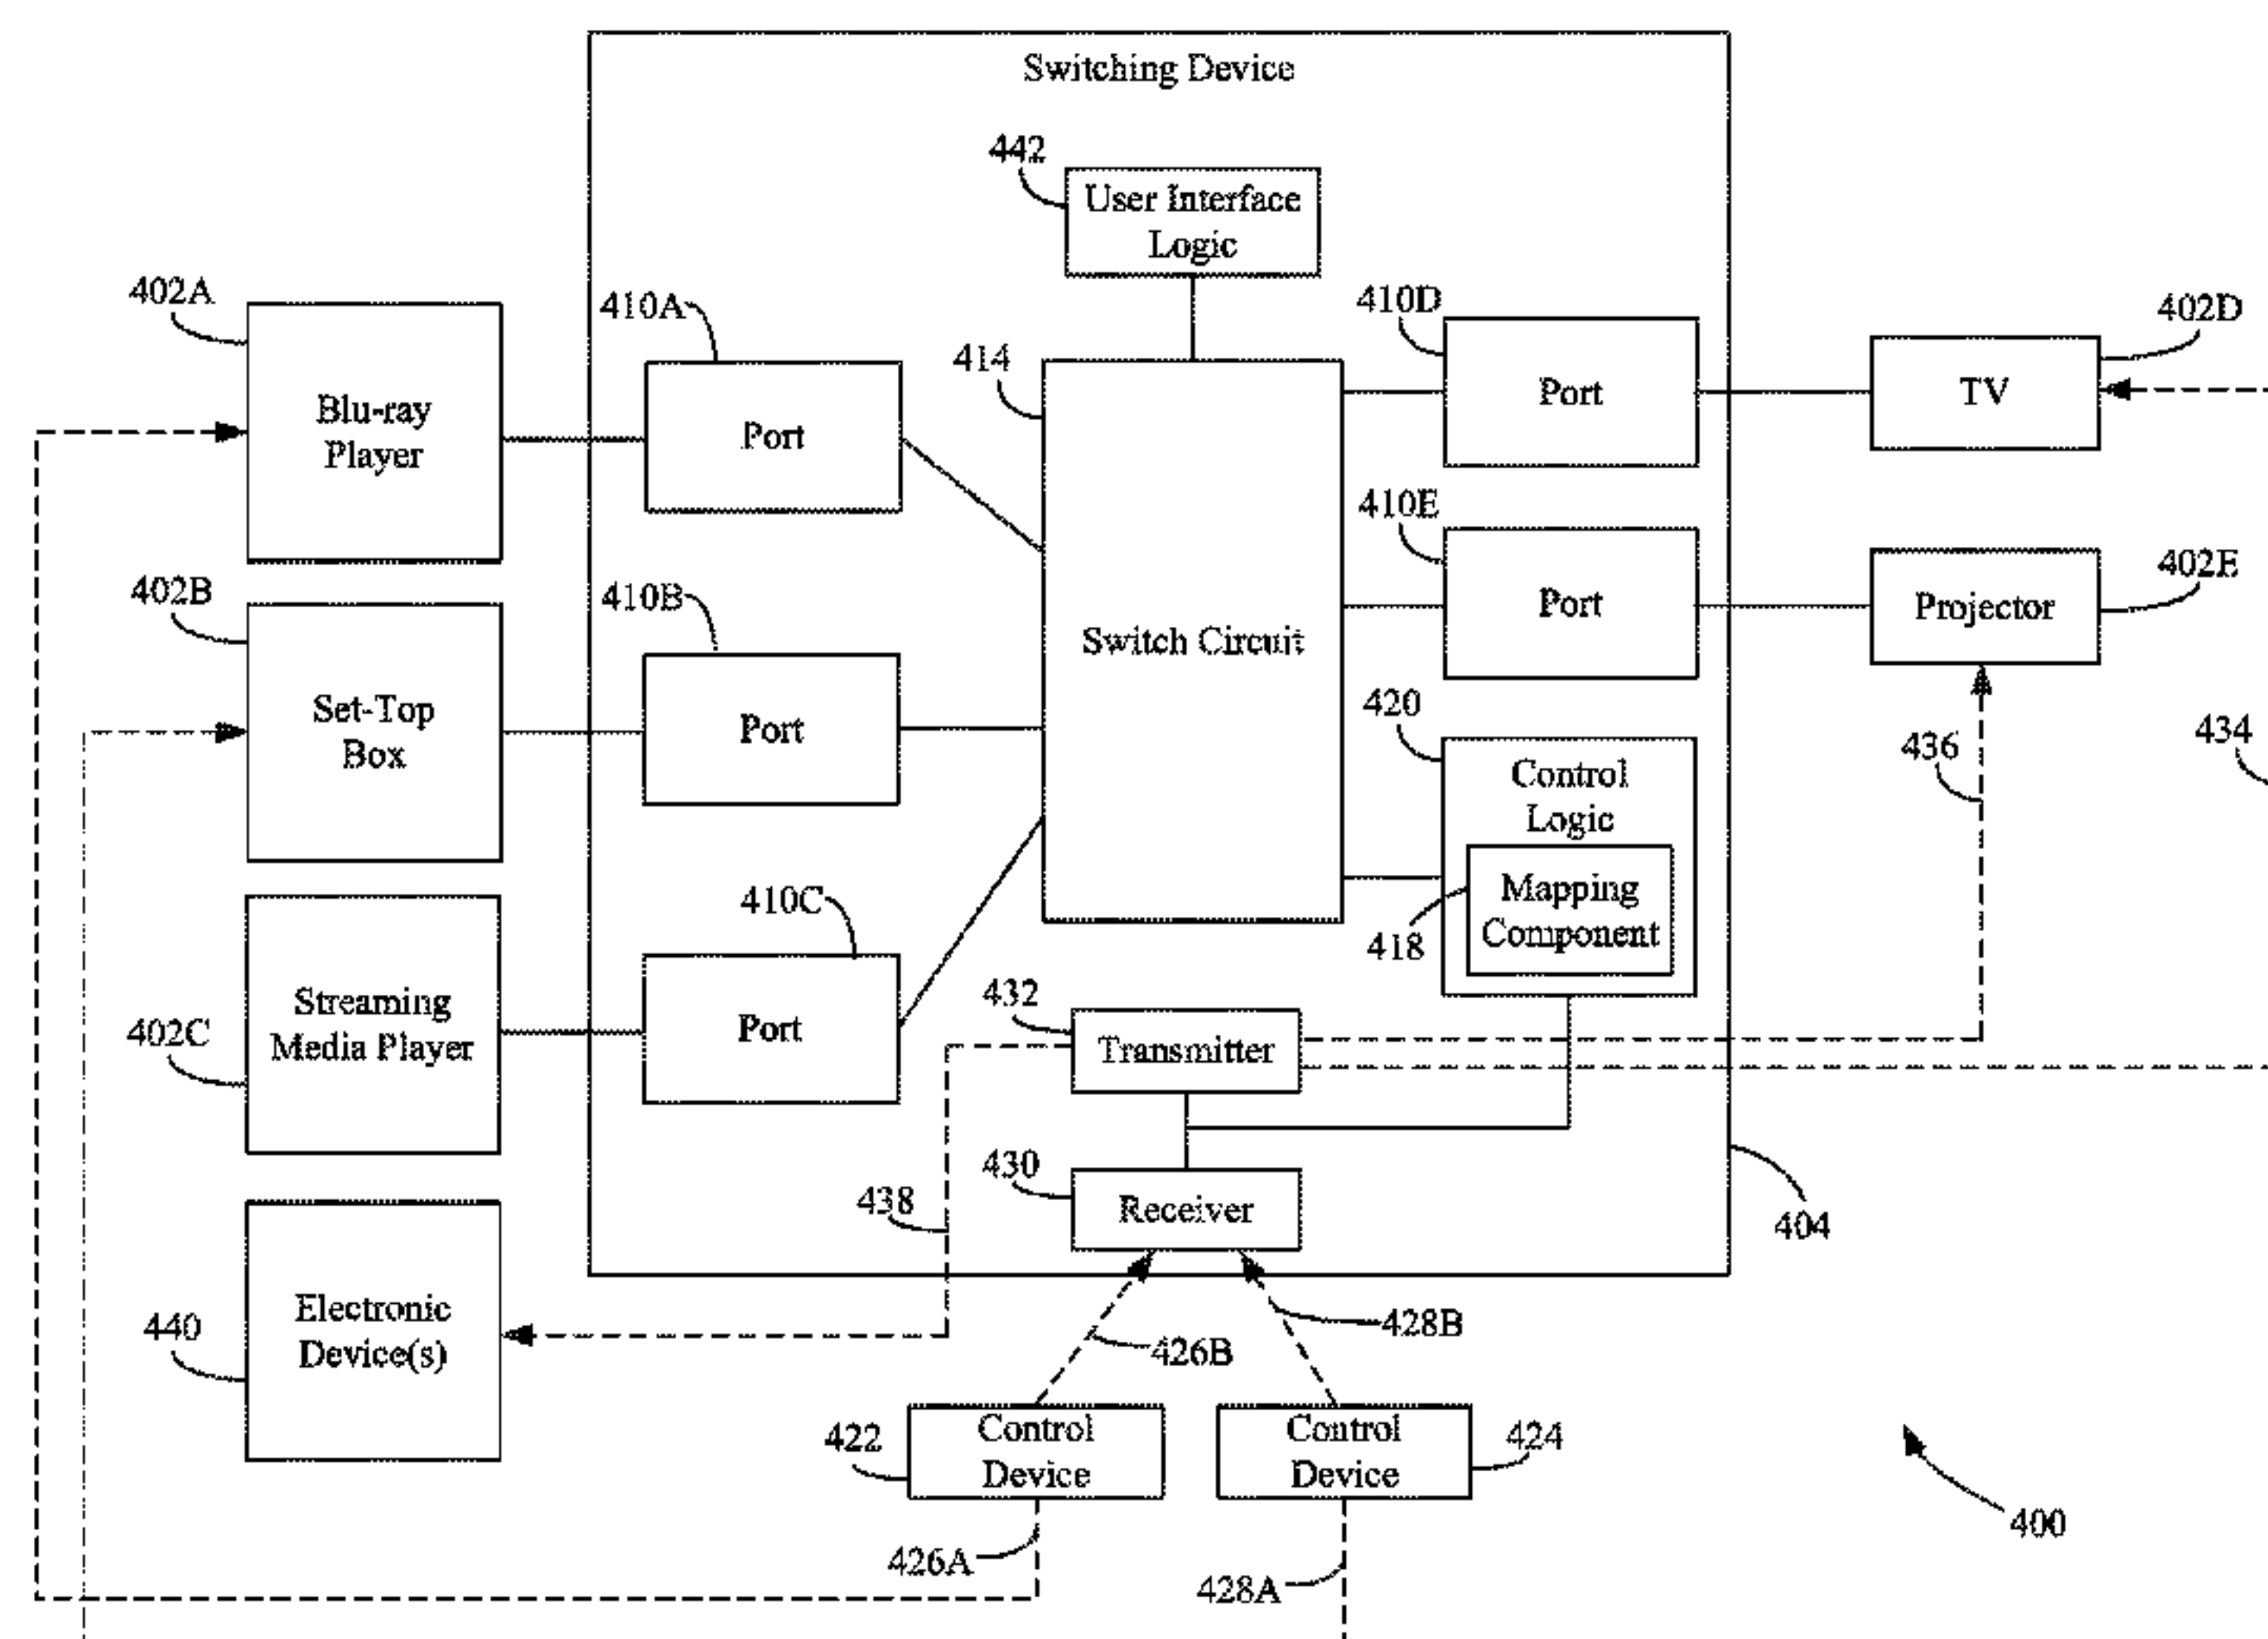 Switching Device
442
User Interface
Logic
402A
Blu-ray
Player
410A
Port
414
Switch Circuit
410D
Port
402D
TV
410E
Port
402E
Projector
402B
Set-Top
Box
410B
Port
420
Control
Logic
Mapping
Component
418
436
434
402C
Streaming
Media Player
410C
Port
432
Transmitter
430
Receiver
438
404
440
Electronic
Device(s)
426B
428B
422
Control
Device
Control
Device
424
426A
428A
400